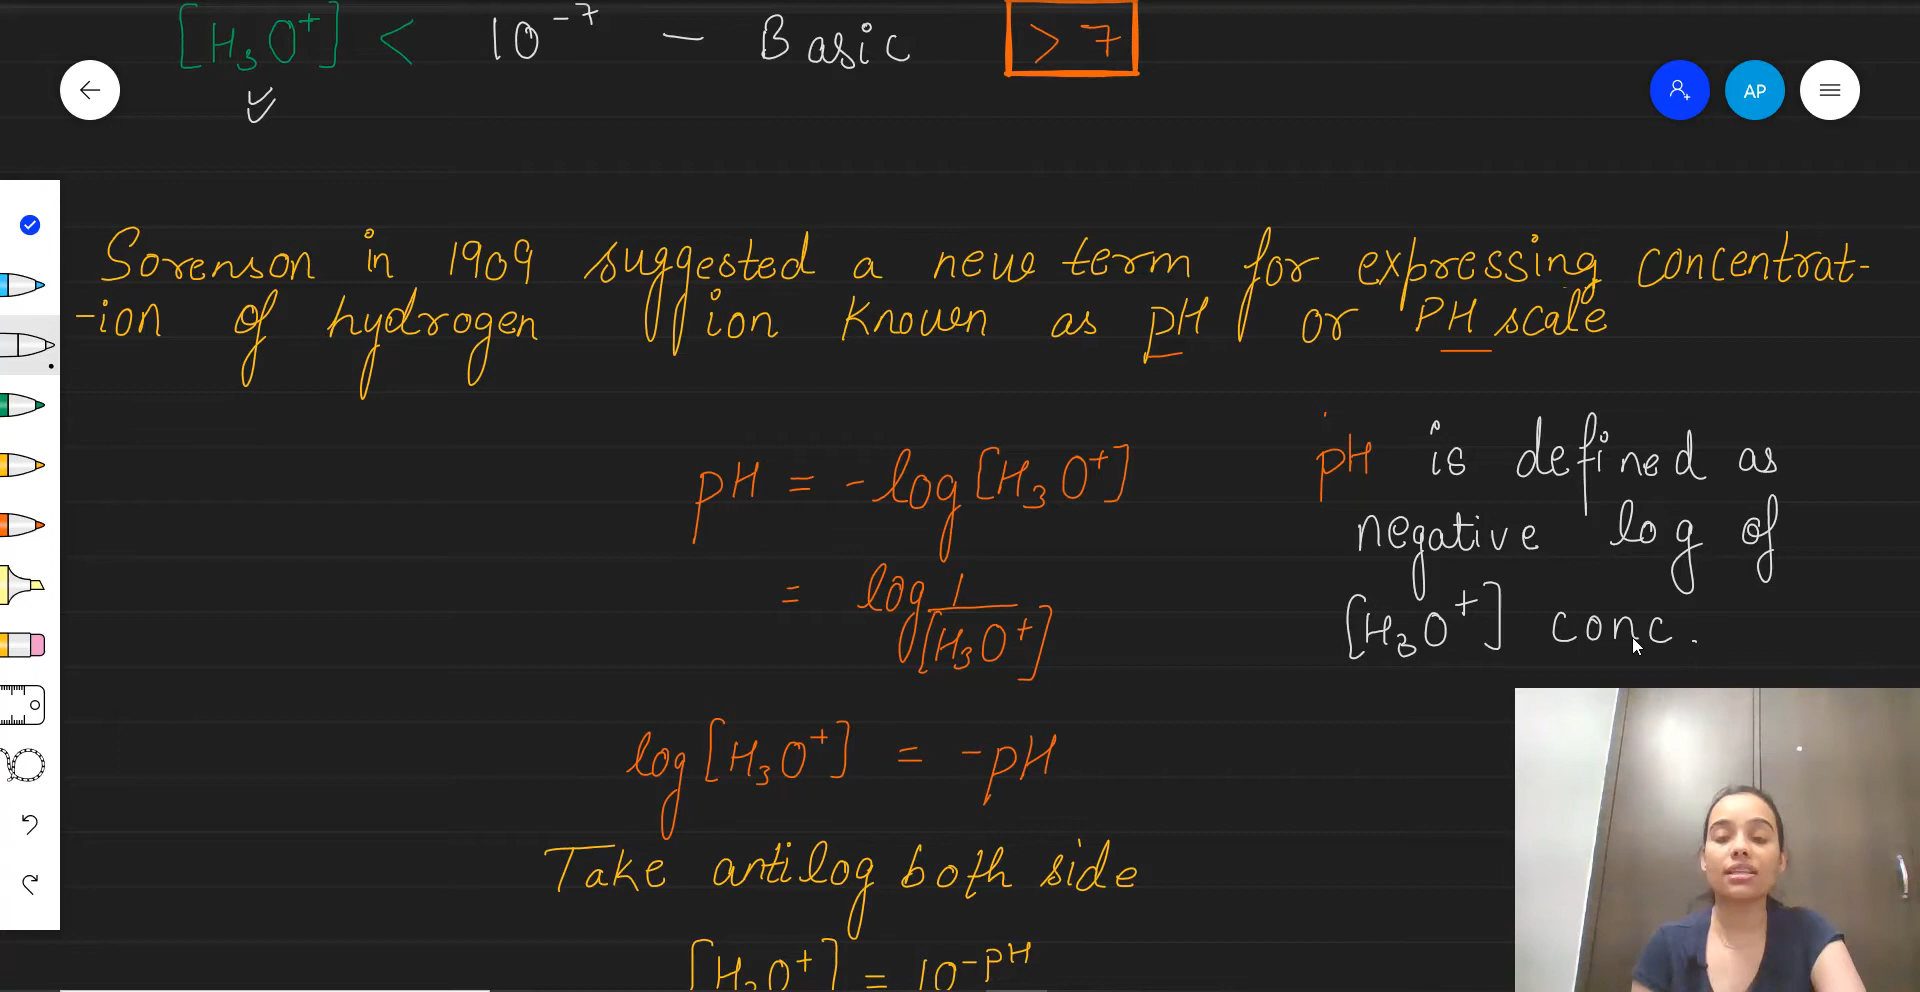 [H₃O⁺] < 10⁻⁷ – Basic > 7
AP
Sorenson in 1909 suggested a new term for expressing concentrat-
-ion of hydrogen ion known as pH or PH scale
pH = -log[H₃O⁺]
= log 1/[H₃O⁺]
log[H₃O⁺] = -pH
Take antilog both side
[H₃O⁺] = 10⁻ᵖᴴ
pH is defined as
negative log of
[H₃O⁺] conc.